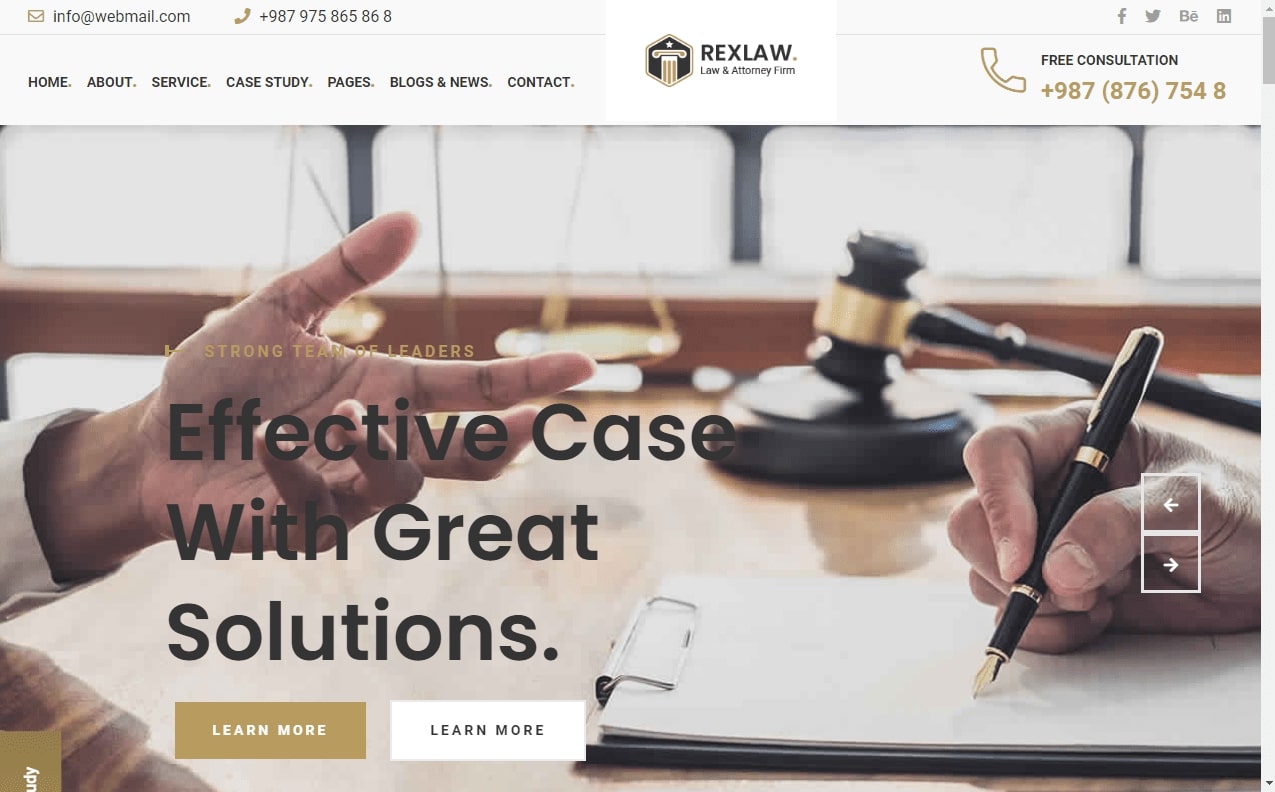 info@webmail.com +987 975 865 86 8
REXLAW.
Law & Attorney Firm
HOME. ABOUT. SERVICE. CASE STUDY. PAGES. BLOGS & NEWS. CONTACT.
FREE CONSULTATION
+987 (876) 754 8
STRONG TEAM OF LEADERS
Effective Case
With Great
Solutions.
LEARN MORE LEARN MORE